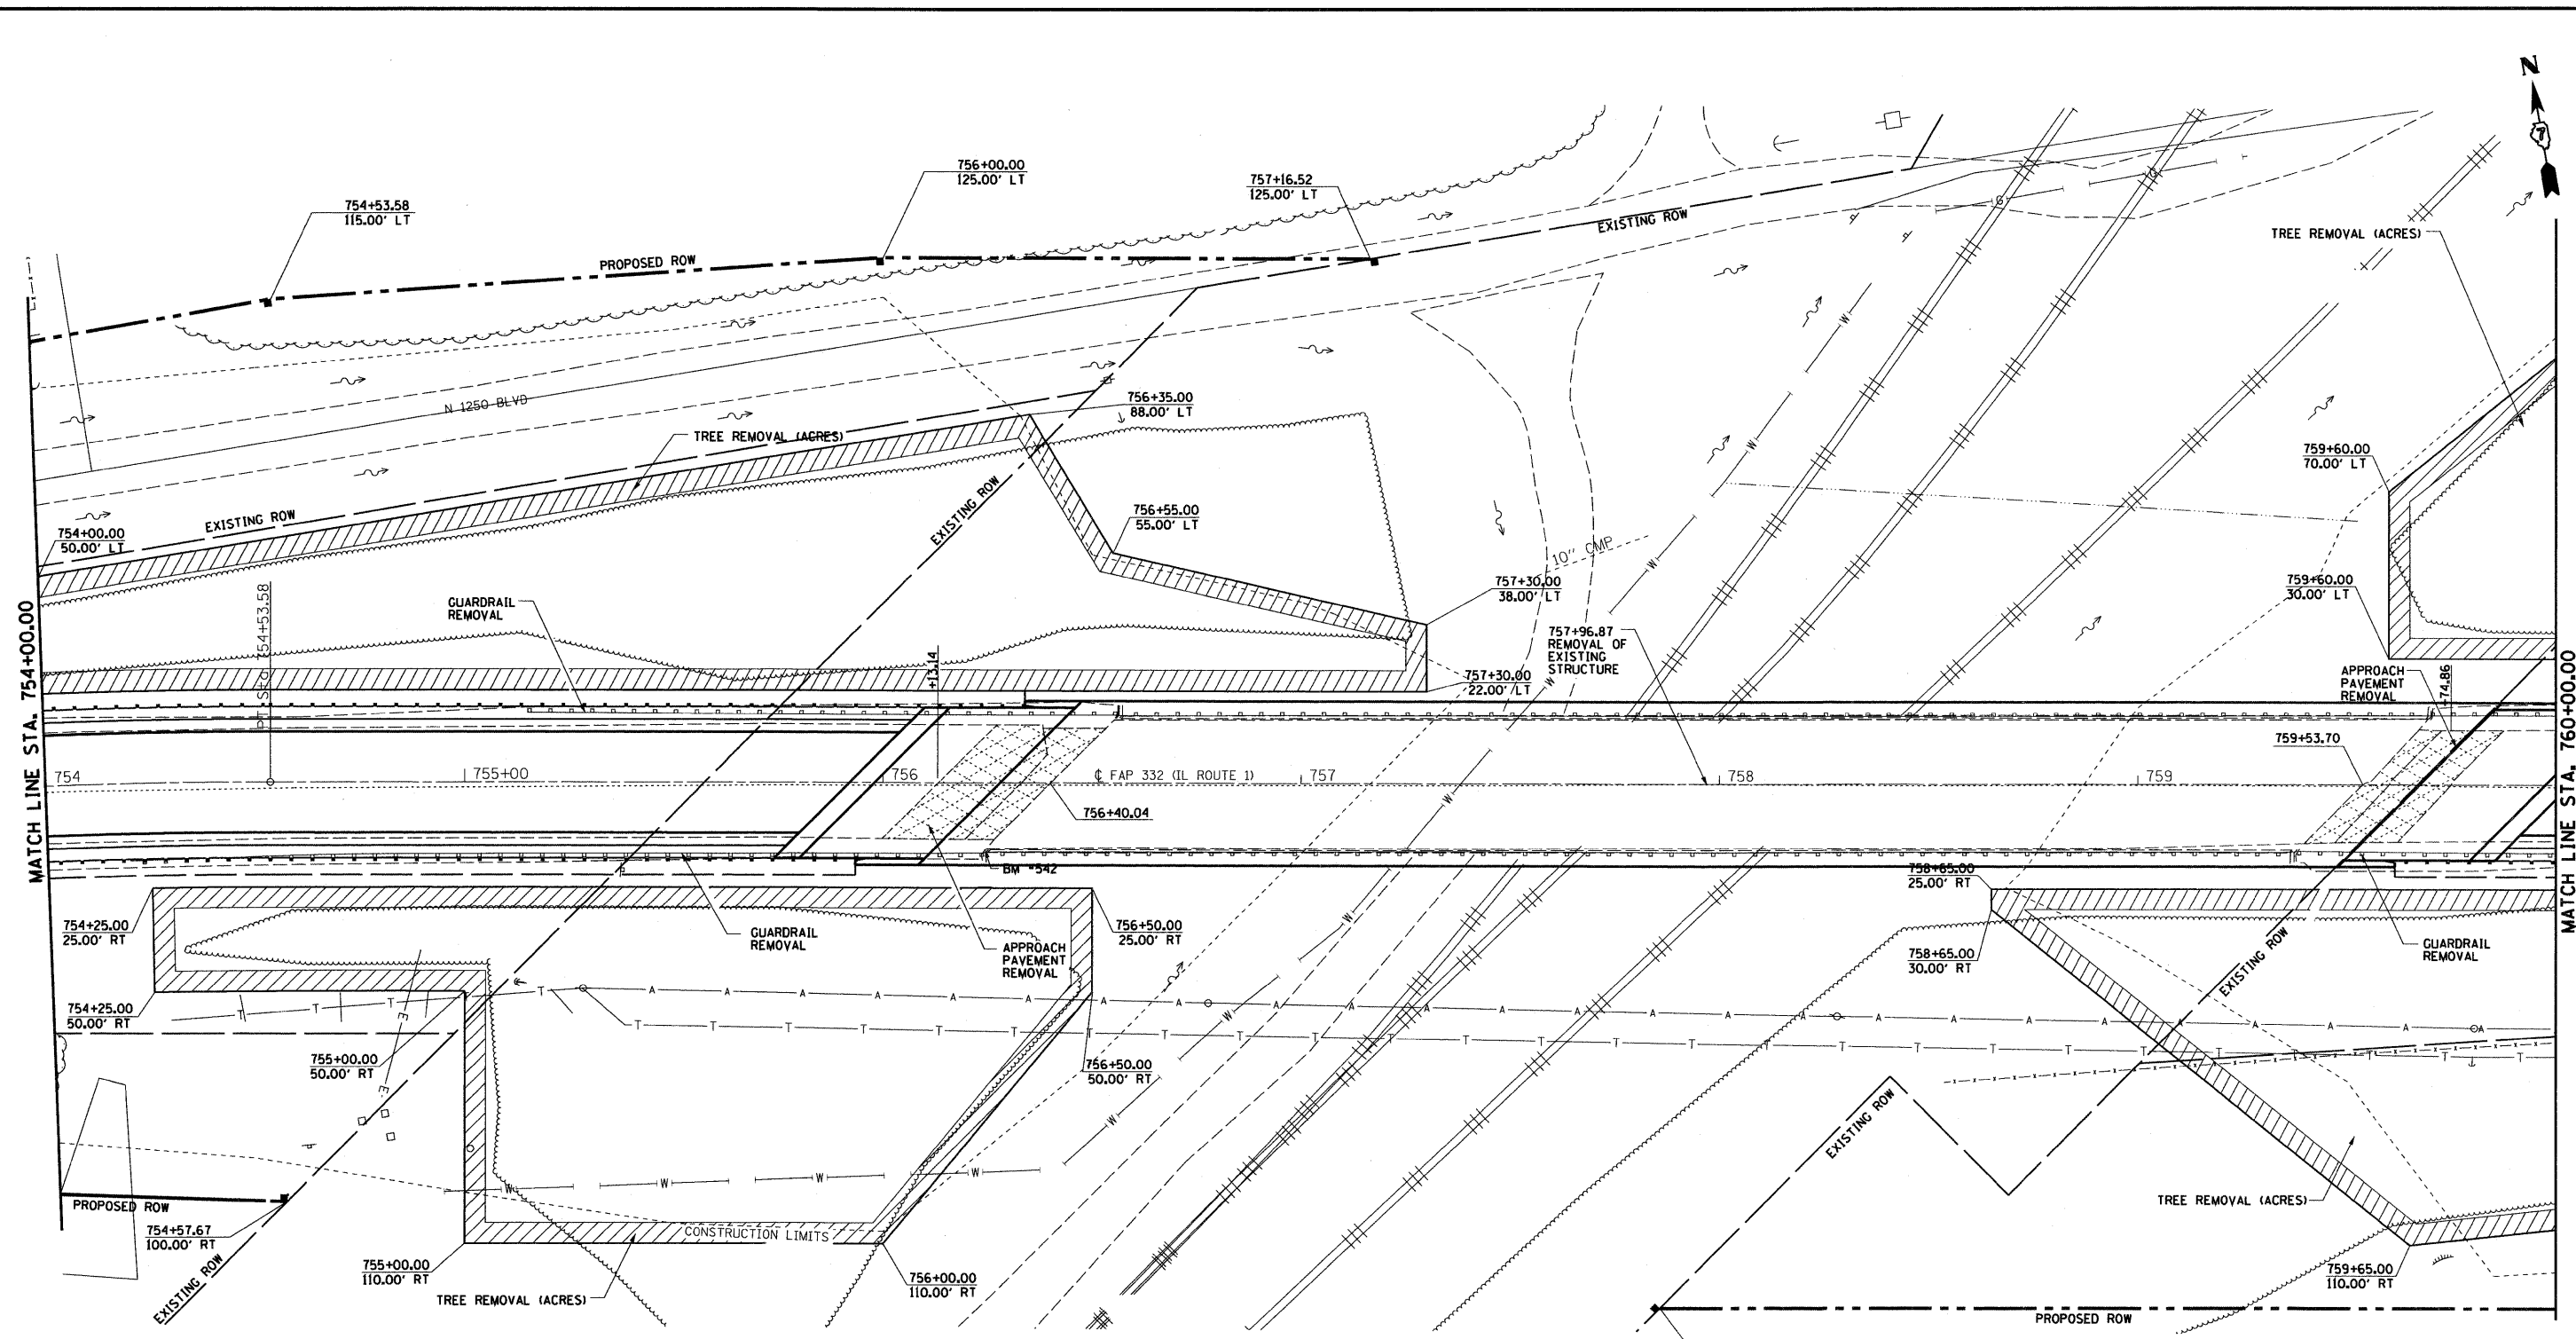 N
756+00.00
125.00' LT
757+16.52
125.00' LT
754+53.58
115.00' LT
EXISTING ROW
TREE REMOVAL (ACRES)
PROPOSED ROW
G
G
W
N 1250 BLVD
756+35.00
88.00' LT
TREE REMOVAL (ACRES)
W
759+60.00
70.00' LT
EXISTING ROW
EXISTING ROW
756+55.00
55.00' LT
754+00.00
50.00' LT
10" CMP
W
757+30.00
38.00' LT
759+60.00
30.00' LT
MATCH LINE STA. 754+00.00
754+53.58
GUARDRAIL
REMOVAL
757+96.87
REMOVAL OF
EXISTING
STRUCTURE
+13.14
757+30.00
22.00' LT
W
APPROACH
PAVEMENT
REMOVAL
+74.86
MATCH LINE STA. 760+00.00
759+53.70
754
755+00
756
℄ FAP 332 (IL ROUTE 1)
757
758
759
W
756+40.04
BM 542
758+65.00
25.00' RT
754+25.00
25.00' RT
GUARDRAIL
REMOVAL
APPROACH
PAVEMENT
REMOVAL
756+50.00
25.00' RT
W
758+65.00
30.00' RT
EXISTING ROW
GUARDRAIL
REMOVAL
754+25.00
50.00' RT
T T T A A A A A A A A A A A A A A A A A A A A A A A
E
W
T T T T T T T T T T T T T T T T T T T T T T T T T T
755+00.00
50.00' RT
756+50.00
50.00' RT
E
W
EXISTING ROW
W W W W
PROPOSED ROW
TREE REMOVAL (ACRES)
754+57.67
100.00' RT
CONSTRUCTION LIMITS
EXISTING ROW
755+00.00
110.00' RT
756+00.00
110.00' RT
759+65.00
110.00' RT
TREE REMOVAL (ACRES)
PROPOSED ROW